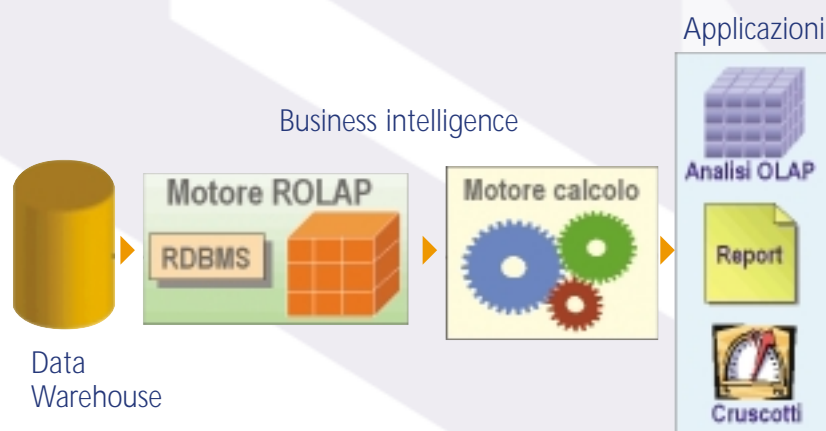 Applicazioni
Business intelligence
Motore ROLAP
RDBMS
Motore calcolo
Analisi OLAP
Report
Cruscotti
Data
Warehouse